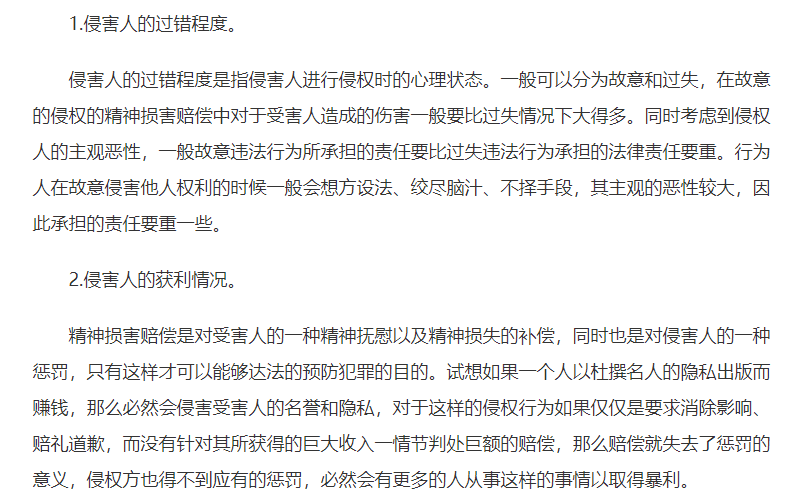 1.侵害人的过错程度。
侵害人的过错程度是指侵害人进行侵权时的心理状态。一般可以分为故意和过失，在故意
的侵权的精神损害赔偿中对于受害人造成的伤害一般要比过失情况下大得多。同时考虑到侵权
人的主观恶性，一般故意违法行为所承担的责任要比过失违法行为承担的法律责任要重。行为
人在故意侵害他人权利的时候一般会想方设法、绞尽脑汁、不择手段，其主观的恶性较大，因
此承担的责任要重一些。
2.侵害人的获利情况。
精神损害赔偿是对受害人的一种精神抚慰以及精神损失的补偿，同时也是对侵害人的一种
惩罚，只有这样才可以能够达法的预防犯罪的目的。试想如果一个人以杜撰名人的隐私出版而
赚钱，那么必然会侵害受害人的名誉和隐私，对于这样的侵权行为如果仅仅是要求消除影响、
赔礼道歉，而没有针对其所获得的巨大收入一情节判处巨额的赔偿，那么赔偿就失去了惩罚的
意义，侵权方也得不到应有的惩罚，必然会有更多的人从事这样的事情以取得暴利。